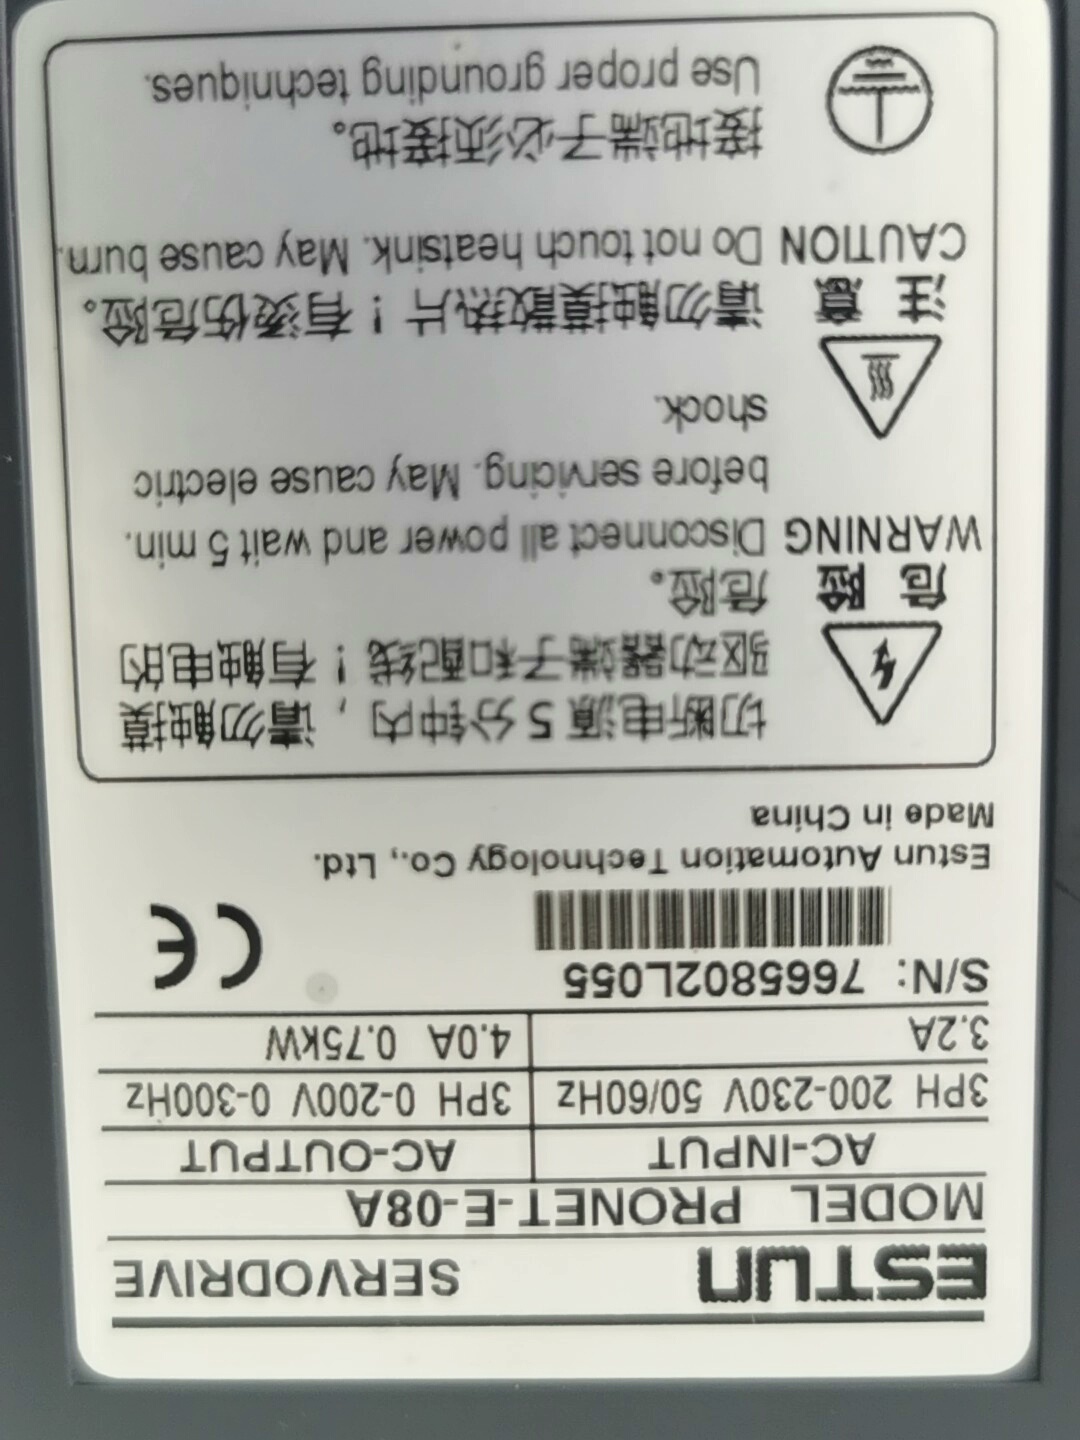 ESTUN SERVODRIVE
MODEL PRONET-E-08A
AC-INPUT AC-OUTPUT
3PH 200-230V 50/60Hz 3PH 0-200V 0-300Hz
3.2A 4.0A 0.75kW
S/N: 7665802L055
CE
Estun Automation Technology Co., Ltd.
Made in China
切断电源 5 分钟内，请勿触摸
驱动器端子和配线！有触电的
危 险 危险。
WARNING Disconnect all power and wait 5 min.
before servicing. May cause electric
shock.
注 意 请勿触摸散热片！有烫伤危险。
CAUTION Do not touch heatsink. May cause burn.
接地端子必须接地。
Use proper grounding techniques.